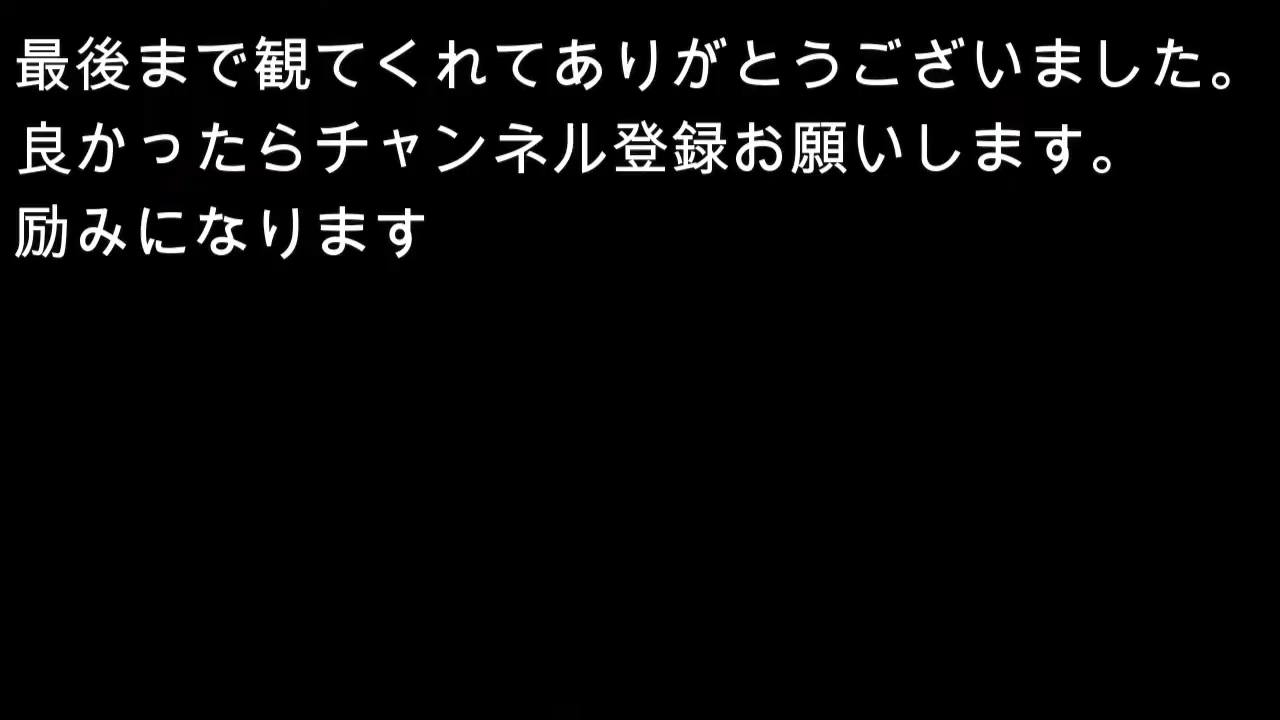 最後まで観てくれてありがとうございました。
良かったらチャンネル登録お願いします。
励みになります